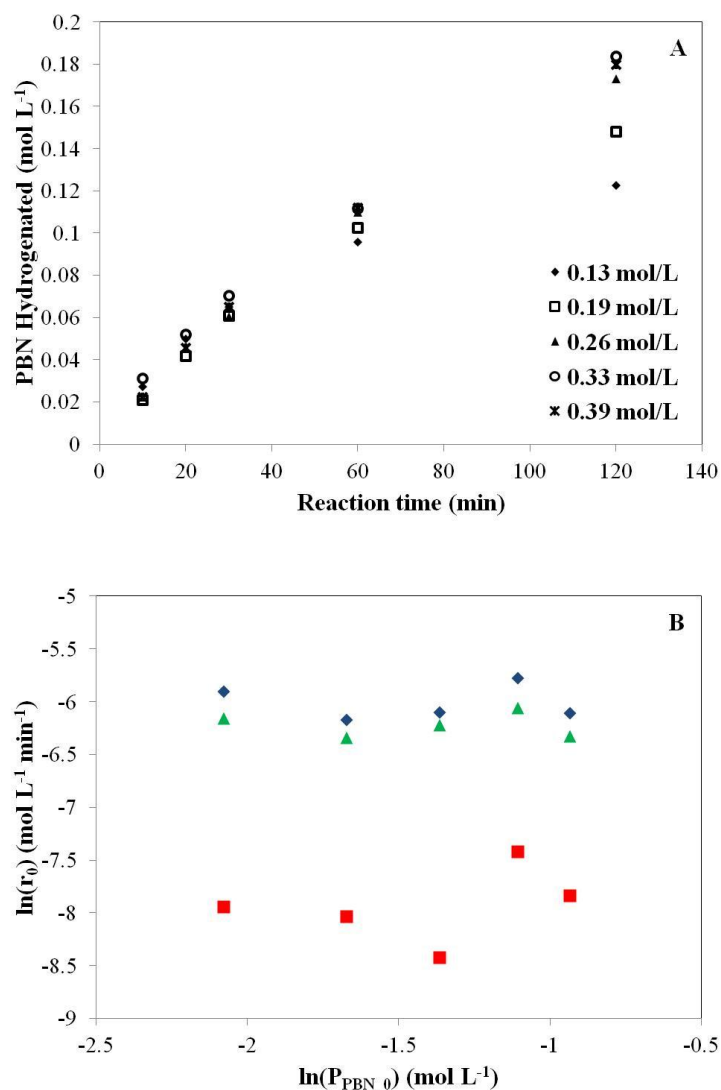 A
PBN Hydrogenated (mol L⁻¹)
0.2
0.18
0.16
0.14
0.12
0.1
0.08
0.06
0.04
0.02
0
0.13 mol/L
0.19 mol/L
0.26 mol/L
0.33 mol/L
0.39 mol/L
0 20 40 60 80 100 120 140
Reaction time (min)
B
ln(r₀) (mol L⁻¹ min⁻¹)
-5
-5.5
-6
-6.5
-7
-7.5
-8
-8.5
-9
-2.5 -2 -1.5 -1 -0.5
ln(P_PBN_0) (mol L⁻¹)